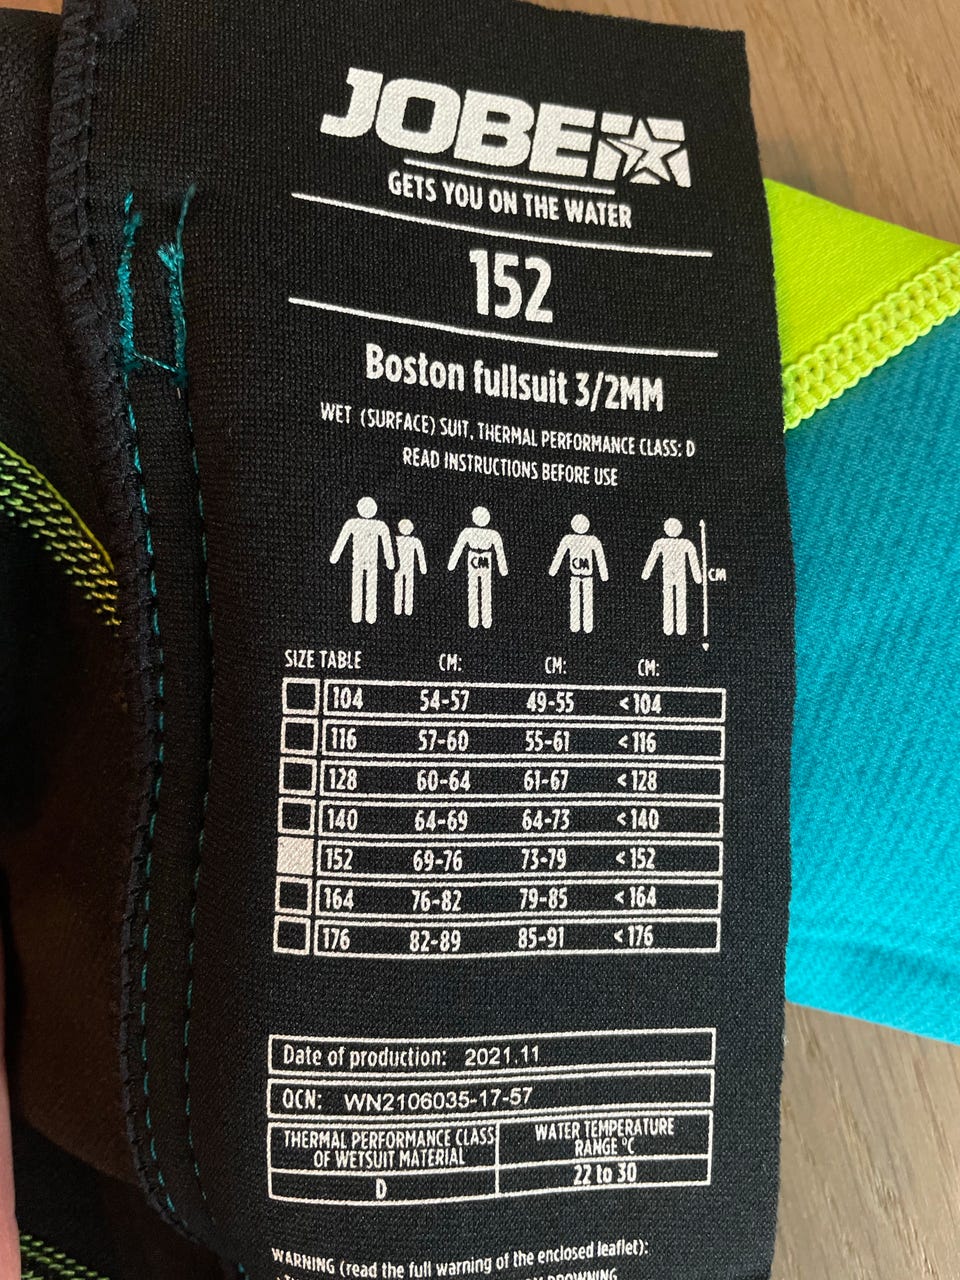 JOBE
GETS YOU ON THE WATER
152
Boston fullsuit 3/2MM
WET (SURFACE) SUIT, THERMAL PERFORMANCE CLASS: D
READ INSTRUCTIONS BEFORE USE
CM CM CM
SIZE TABLE CM: CM: CM:
104 54-57 49-55 <104
116 57-60 55-61 <116
128 60-64 61-67 <128
140 64-69 64-73 <140
152 69-76 73-79 <152
164 76-82 79-85 <164
176 82-89 85-91 <176
Date of production: 2021.11
OCN: WN2106035-17-57
THERMAL PERFORMANCE CLASS
OF WETSUIT MATERIAL
WATER TEMPERATURE
RANGE °C
D 22 to 30
WARNING (read the full warning of the enclosed leaflet):
DROWNING